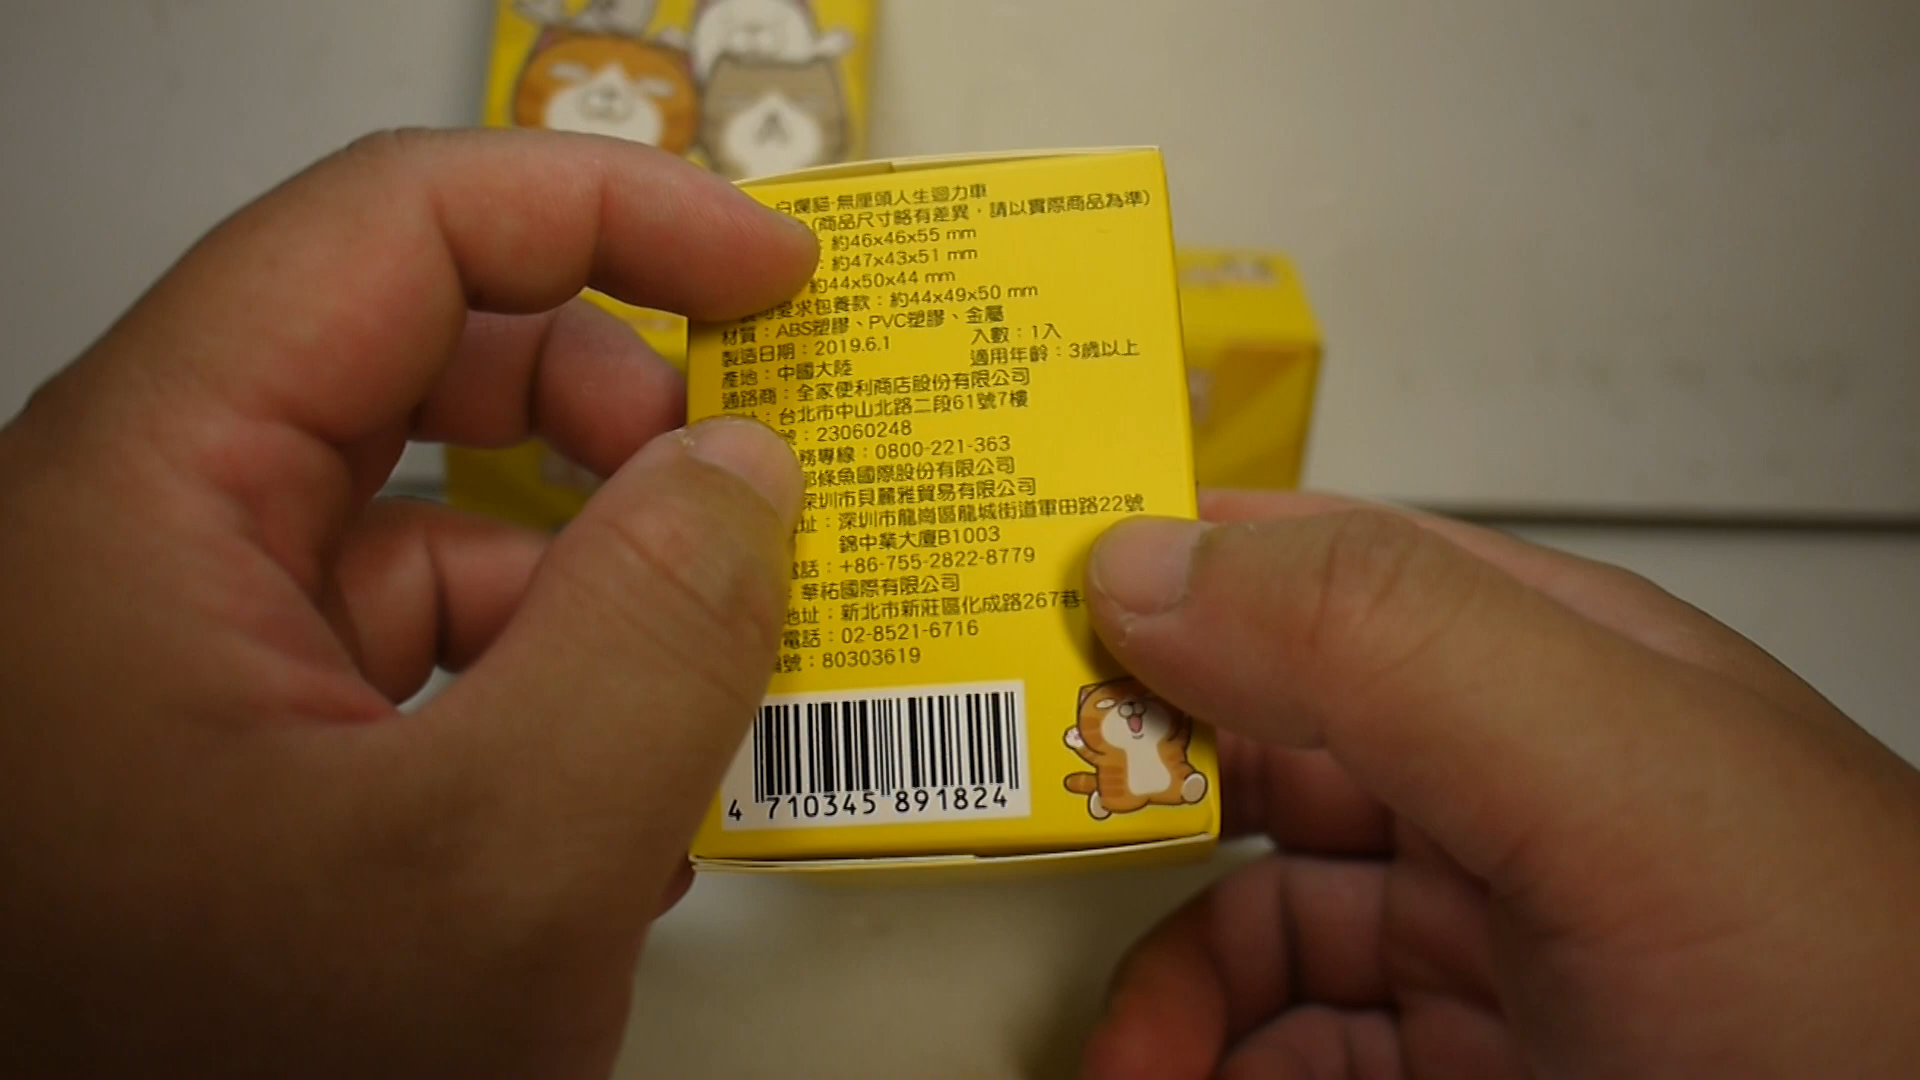 白爛貓·無厘頭人生迴力車
(商品尺寸略有差異，請以實際商品為準)
：約46x46x55 mm
：約47x43x51 mm
約44x50x44 mm
愛求包養款：約44x49x50 mm
材質：ABS塑膠、PVC塑膠、金屬
製造日期：2019.6.1 入數：1入
產地：中國大陸 適用年齡：3歲以上
通路商：全家便利商店股份有限公司
址：台北市中山北路二段61號7樓
號：23060248
務專線：0800-221-363
條魚國際股份有限公司
深圳市貝麗雅貿易有限公司
址：深圳市龍崗區龍城街道軍田路22號
錦中業大廈B1003
電話：+86-755-2822-8779
：華祐國際有限公司
地址：新北市新莊區化成路267巷
電話：02-8521-6716
號：80303619
4 710345 891824